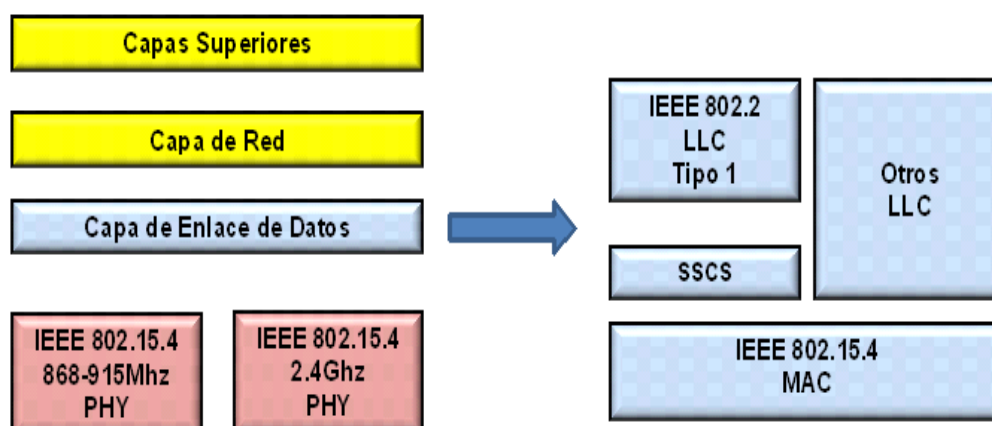 Capas Superiores
Capa de Red
Capa de Enlace de Datos
IEEE 802.15.4
868-915Mhz
PHY
IEEE 802.15.4
2.4Ghz
PHY
IEEE 802.2
LLC
Tipo 1
Otros
LLC
SSCS
IEEE 802.15.4
MAC